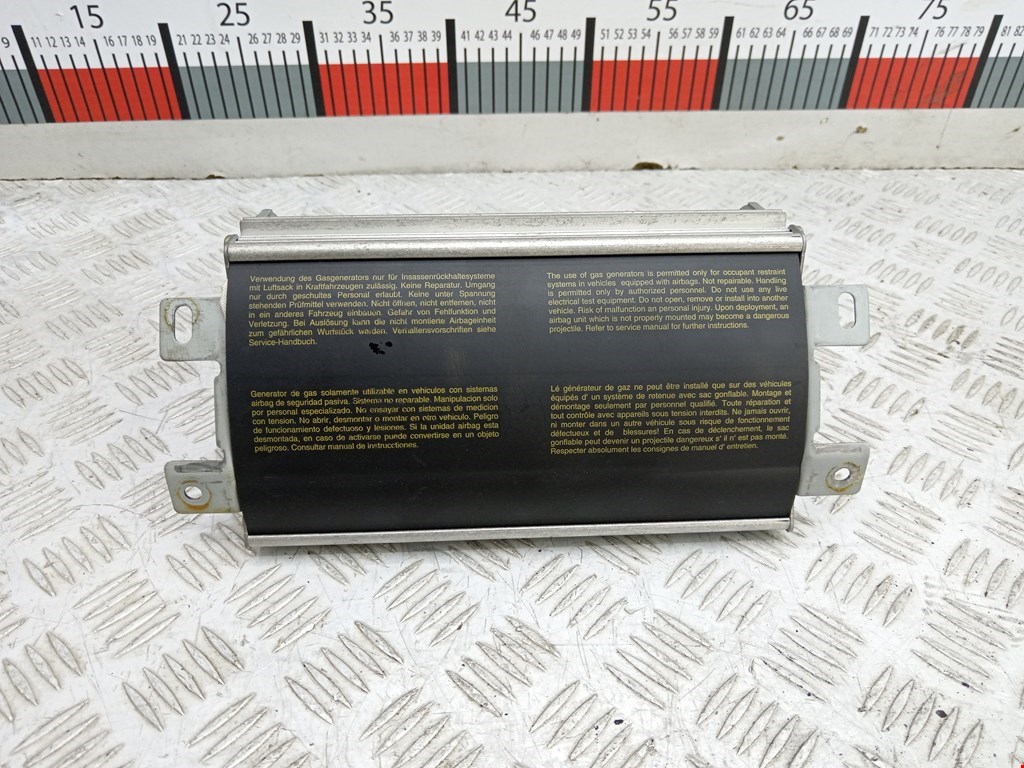 15 25 35 45 55 65 75
9 11 12 13 14 15 16 17 18 19 21 22 23 24 25 26 27 28 29 31 32 33 34 35 36 37 38 39 41 42 43 44 45 46 47 48 49 51 52 53 54 55 56 57 58 59 61 62 63 64 65 66 67 68 69 71 72 73 74 75 76 77 78 79 81 82
Verwendung des Gasgenerators nur für Insassenrückhaltesysteme
mit Luftsack in Kraftfahrzeugen zulässig. Keine Reparatur. Umgang
nur durch geschultes Personal erlaubt. Keine unter Spannung
stehenden Prüfmittel verwenden. Nicht öffnen, nicht entfernen, nicht
in ein anderes Fahrzeug einbauen. Gefahr von Fehlfunktion und
Verletzung. Bei Auslösung kann die nicht montierte Airbageinheit
zum gefährlichen Wurfstück werden. Verhaltensvorschriften siehe
Service-Handbuch.
The use of gas generators is permitted only for occupant restraint
systems in vehicles equipped with airbags. Not repairable. Handling
is permitted only by authorized personnel. Do not use any live
electrical test equipment. Do not open, remove or install into another
vehicle. Risk of malfunction an personal injury. Upon deployment, an
airbag unit which is not properly mounted may become a dangerous
projectile. Refer to service manual for further instructions.
Generator de gas solamente utilizable en vehiculos con sistemas
airbag de seguridad pasiva. Sistema no reparable. Manipulacion solo
por personal especializado. No ensayar con sistemas de medicion
con tension. No abrir, desmontar o montar en otro vehiculo. Peligro
de funcionamiento defectuoso y lesiones. Si la unidad airbag esta
desmontada, en caso de activarse puede convertirse en un objeto
peligroso. Consultar manual de instrucciones.
Lé générateur de gaz ne peut être installé que sur des véhicules
équipés d' un système de retenue avec sac gonflable. Montage et
démontage seulement par personnel qualifié. Toute réparation et
tout contrôle avec appareils sous tension interdits. Ne jamais ouvrir,
ni monter dans un autre véhicule sous risque de fonctionnement
défectueux et de blessures! En cas de déclenchement, le sac
gonflable peut devenir un projectile dangereux s' il n' est pas monté.
Respecter absolument les consignes de manuel d' entretien.